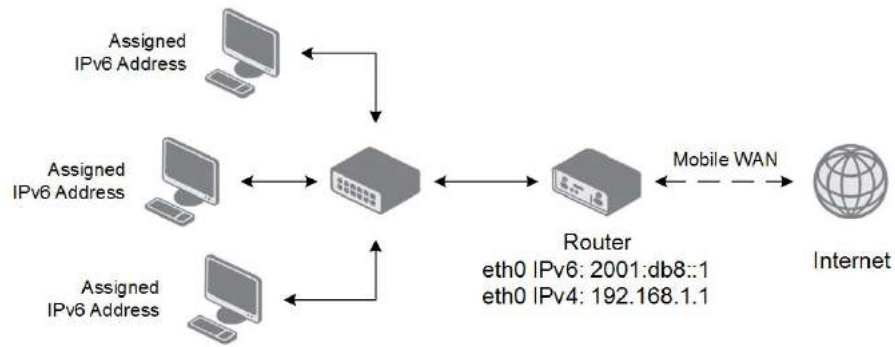 Assigned
IPv6 Address
Assigned
IPv6 Address
Assigned
IPv6 Address
Mobile WAN
Router
eth0 IPv6: 2001:db8::1
eth0 IPv4: 192.168.1.1
Internet